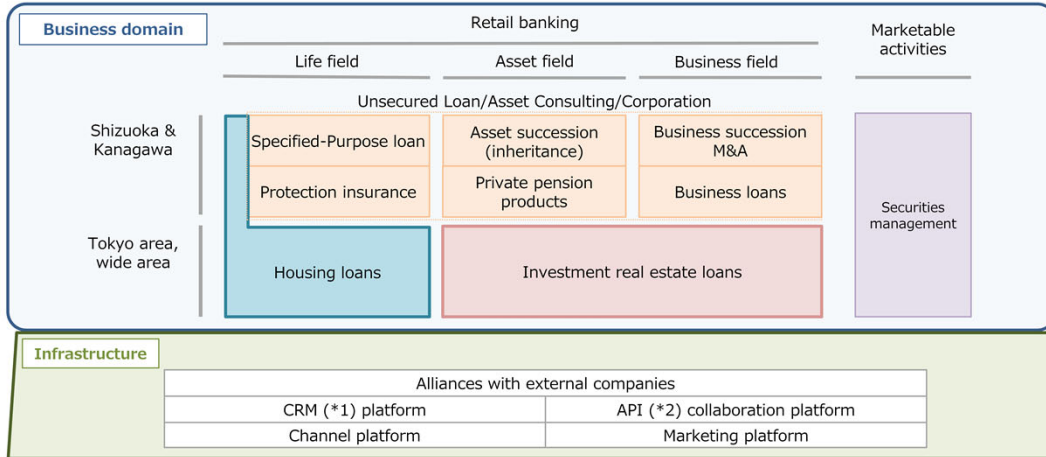 Business domain
Retail banking
Marketable
activities
Life field
Asset field
Business field
Unsecured Loan/Asset Consulting/Corporation
Shizuoka &
Kanagawa
Specified-Purpose loan
Asset succession
(inheritance)
Business succession
M&A
Protection insurance
Private pension
products
Business loans
Securities
management
Tokyo area,
wide area
Housing loans
Investment real estate loans
Infrastructure
Alliances with external companies
CRM (*1) platform
API (*2) collaboration platform
Channel platform
Marketing platform